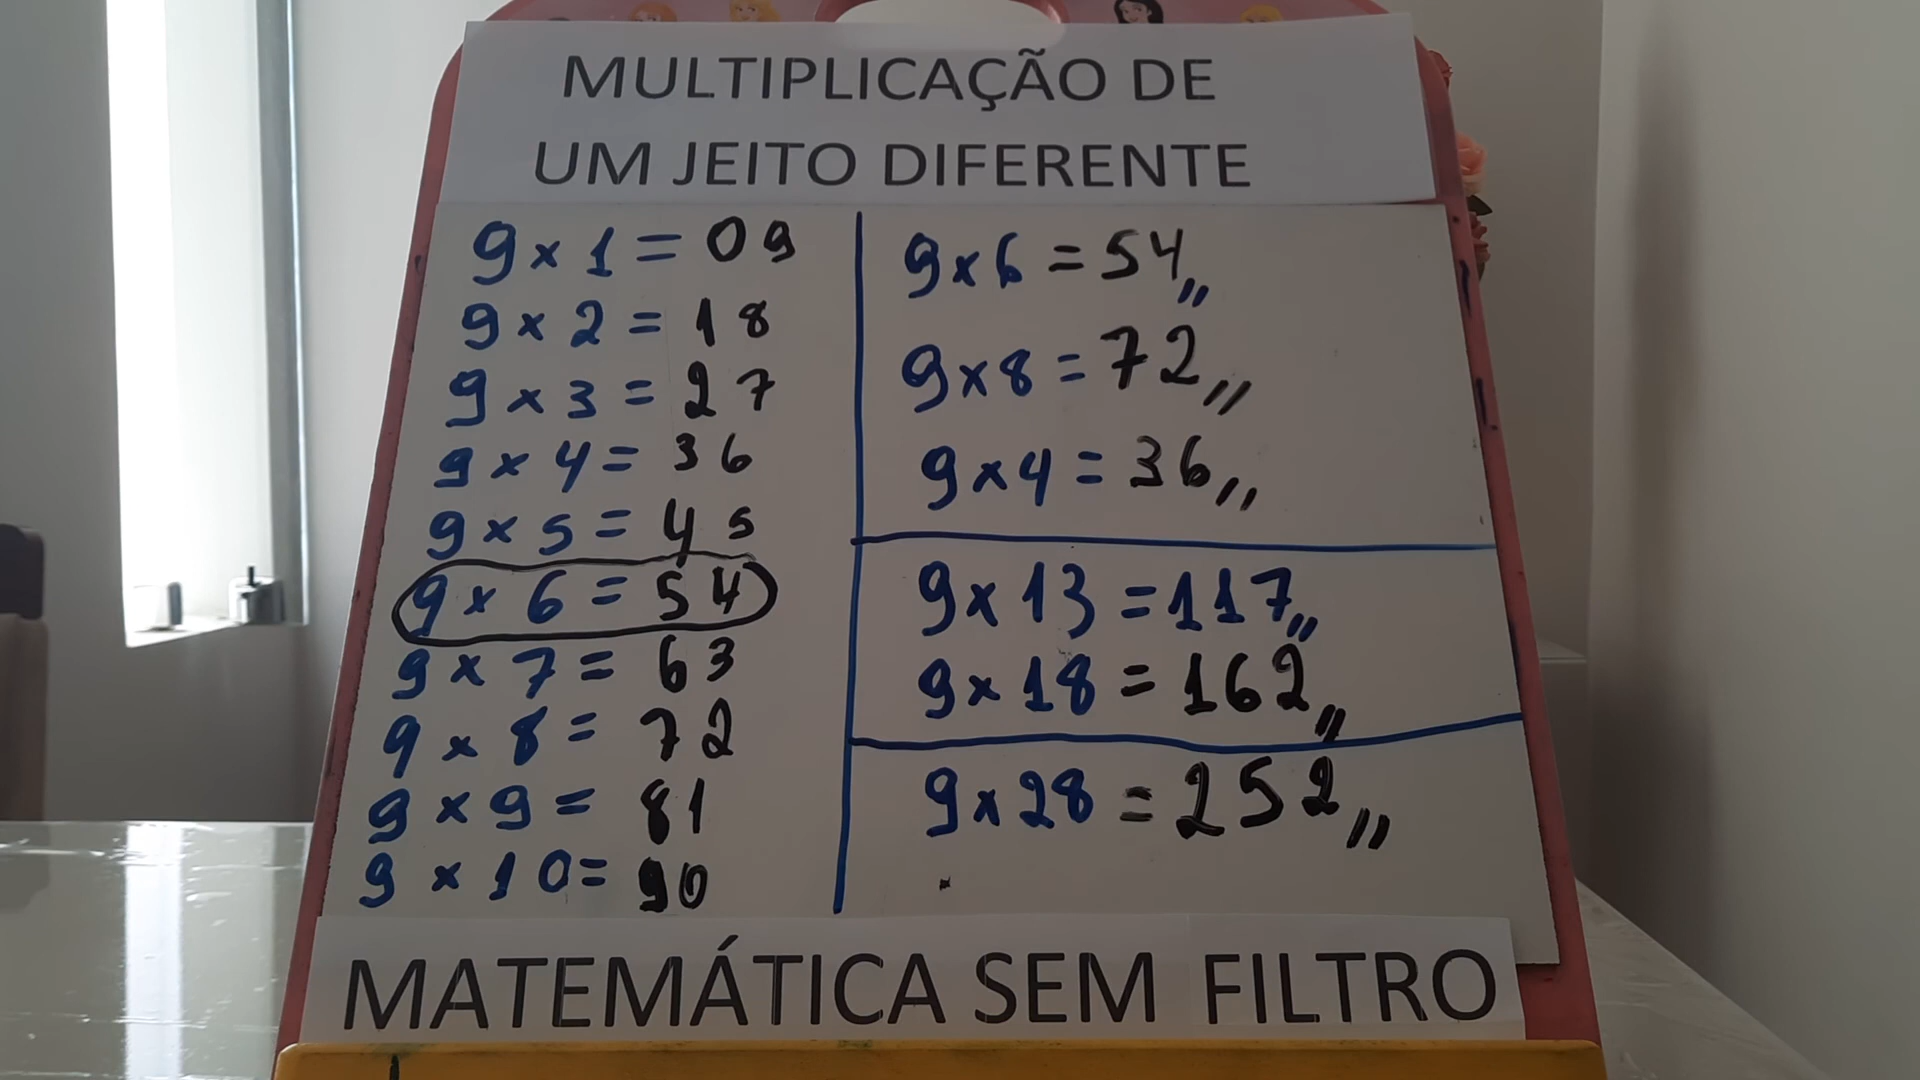 MULTIPLICAÇÃO DE
UM JEITO DIFERENTE
9 x 1 = 09
9 x 2 = 18
9 x 3 = 27
9 x 4 = 36
9 x 5 = 45
9 x 6 = 54
9 x 7 = 63
9 x 8 = 72
9 x 9 = 81
9 x 10 = 90
9 x 6 = 54,,
9 x 8 = 72,,
9 x 4 = 36,,
9 x 13 = 117,,
9 x 18 = 162,,
9 x 28 = 252,,
MATEMÁTICA SEM FILTRO